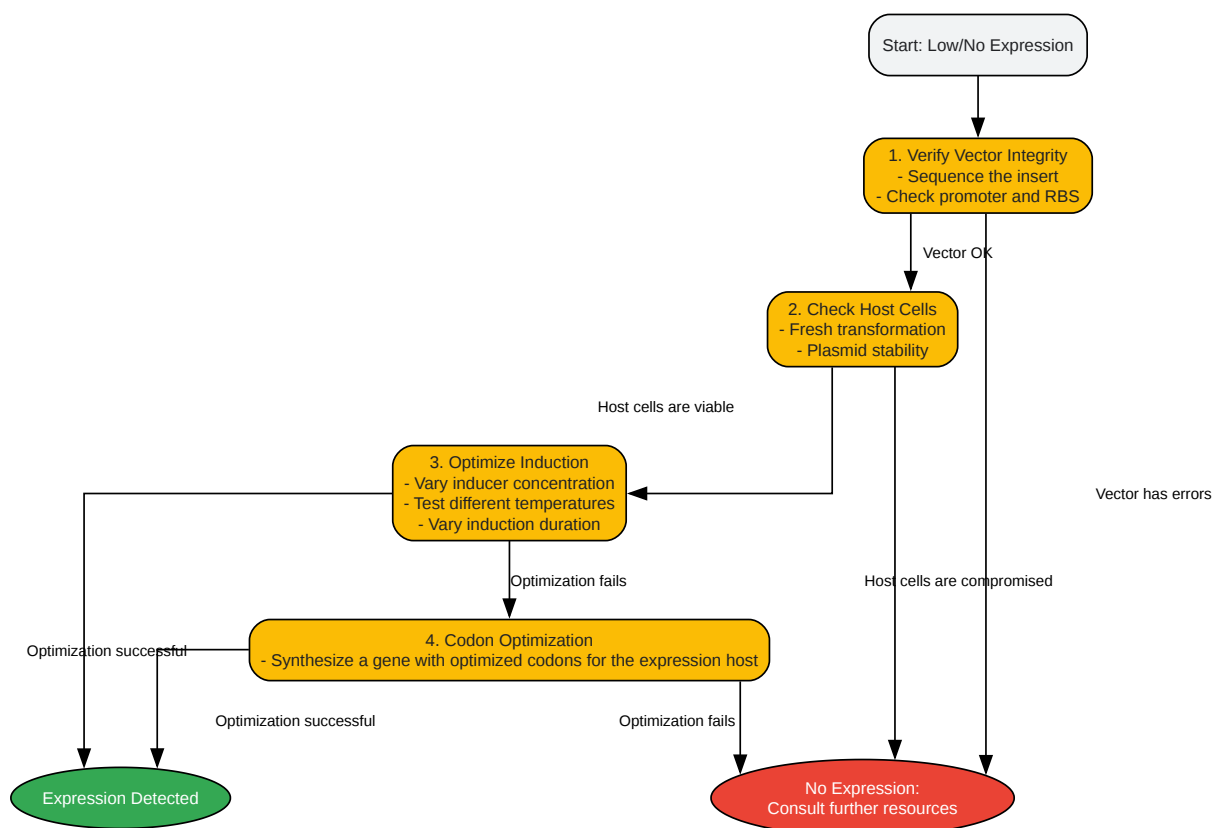 Start: Low/No Expression
1. Verify Vector Integrity
- Sequence the insert
- Check promoter and RBS
Vector OK
2. Check Host Cells
- Fresh transformation
- Plasmid stability
Host cells are viable
3. Optimize Induction
- Vary inducer concentration
- Test different temperatures
- Vary induction duration
Vector has errors
Optimization fails
Host cells are compromised
4. Codon Optimization
- Synthesize a gene with optimized codons for the expression host
Optimization successful
Optimization successful
Optimization fails
Expression Detected
No Expression:
Consult further resources